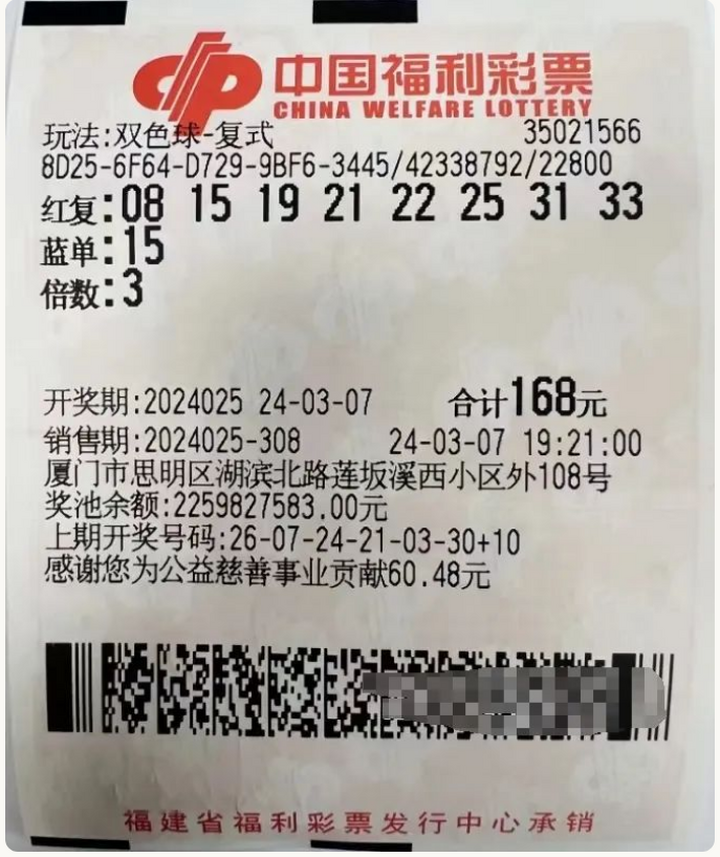 中国福利彩票
CHINA WELFARE LOTTERY
玩法:双色球-复式 35021566
8D25-6F64-D729-9BF6-3445/42338792/22800
红复:08 15 19 21 22 25 31 33
蓝单:15
倍数:3
开奖期:2024025 24-03-07 合计168元
销售期:2024025-308 24-03-07 19:21:00
厦门市思明区湖滨北路莲坂溪西小区外108号
奖池余额:2259827583.00元
上期开奖号码:26-07-24-21-03-30+10
感谢您为公益慈善事业贡献60.48元
福建省福利彩票发行中心承销